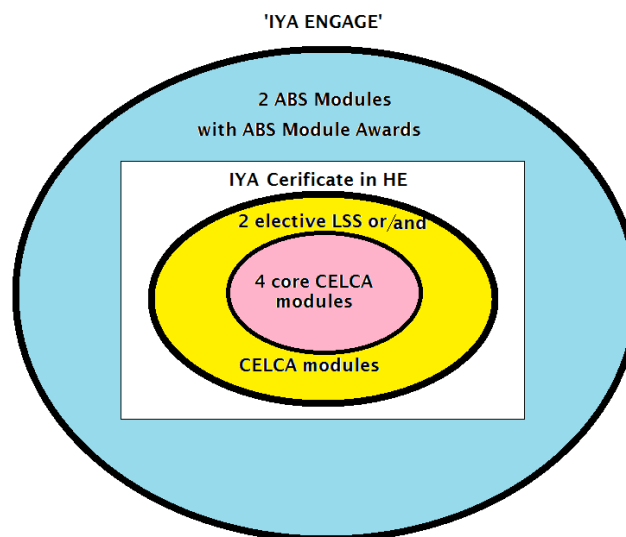 'IYA ENGAGE'
2 ABS Modules
with ABS Module Awards
IYA Cerificate in HE
2 elective LSS or/and
4 core CELCA
modules
CELCA modules